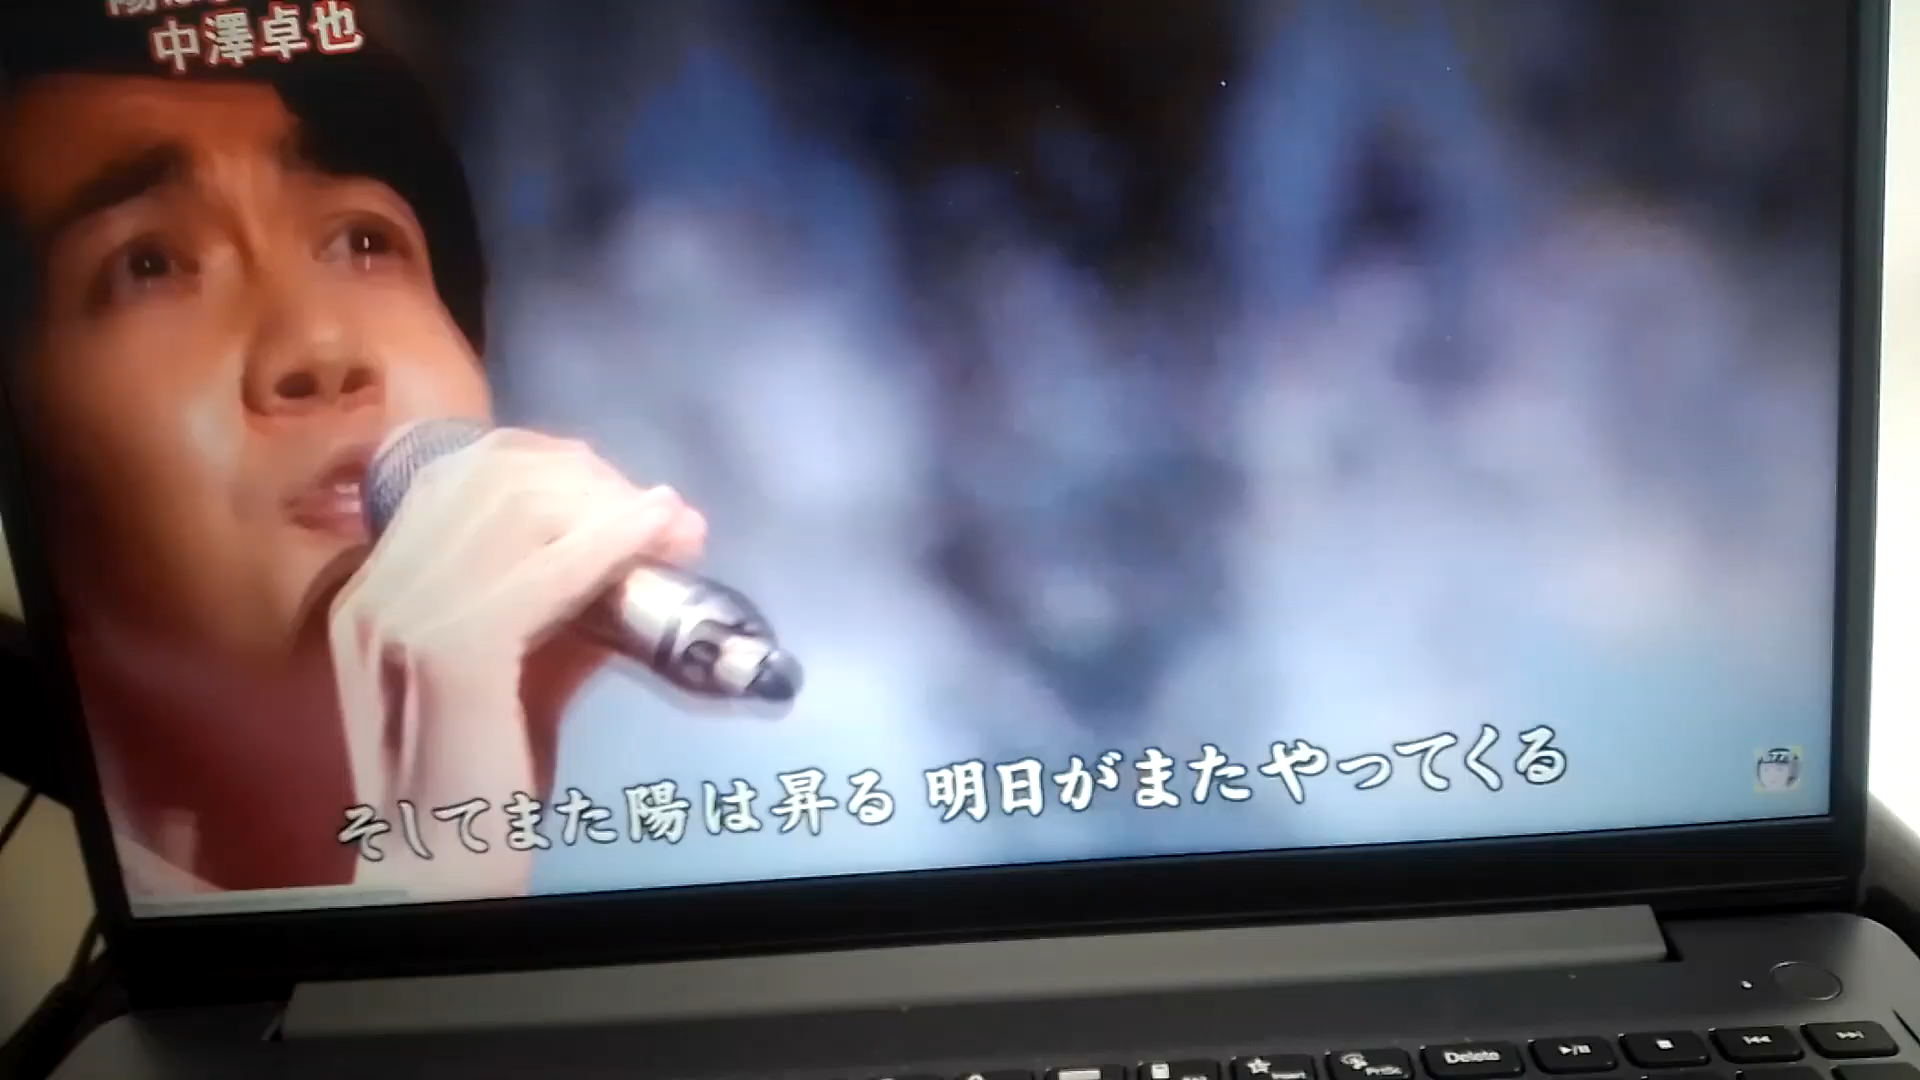 中澤卓也
そしてまた陽は昇る 明日がまたやってくる
Delete